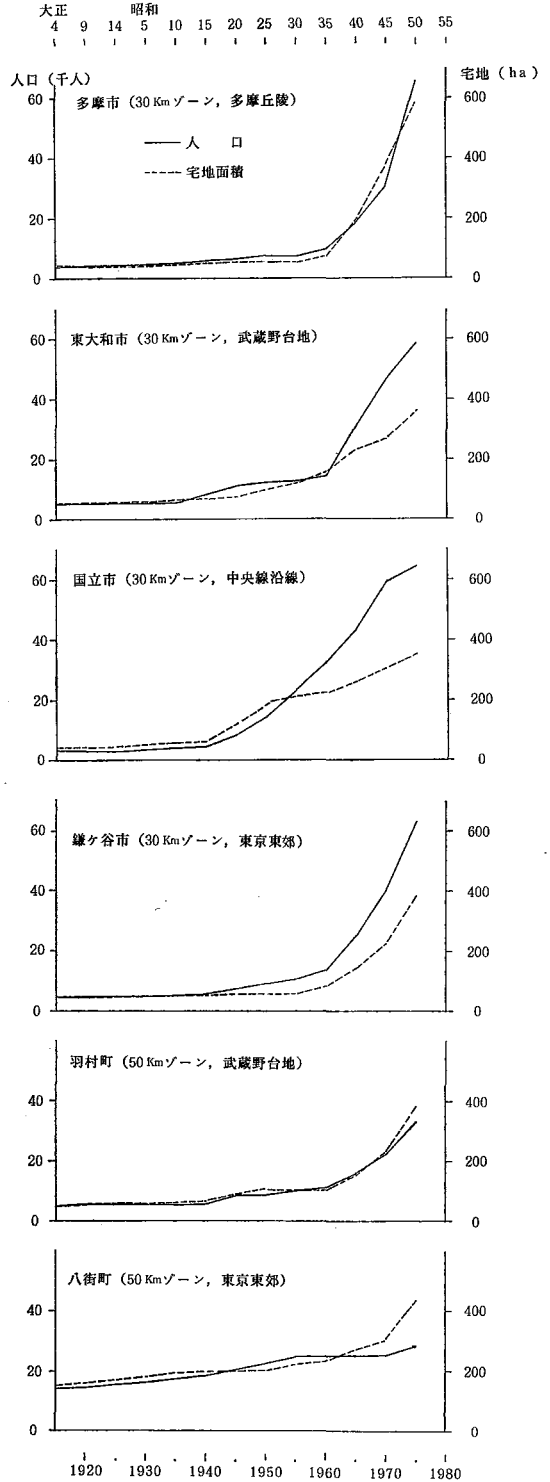 大正 昭和
4 9 14 5 10 15 20 25 30 35 40 45 50 55
人口（千人） 宅地（ha）
多摩市（30Kmゾーン，多摩丘陵）
人 口
宅地面積
60 600
40 400
20 200
0 0
東大和市（30Kmゾーン，武蔵野台地）
60 600
40 400
20 200
0 0
国立市（30Kmゾーン，中央線沿線）
60 600
40 400
20 200
0 0
鎌ケ谷市（30Kmゾーン，東京東郊）
60 600
40 400
20 200
0 0
羽村町（50Kmゾーン，武蔵野台地）
40 400
20 200
0 0
八街町（50Kmゾーン，東京東郊）
40 400
20 200
0 0
1920 1930 1940 1950 1960 1970 1980